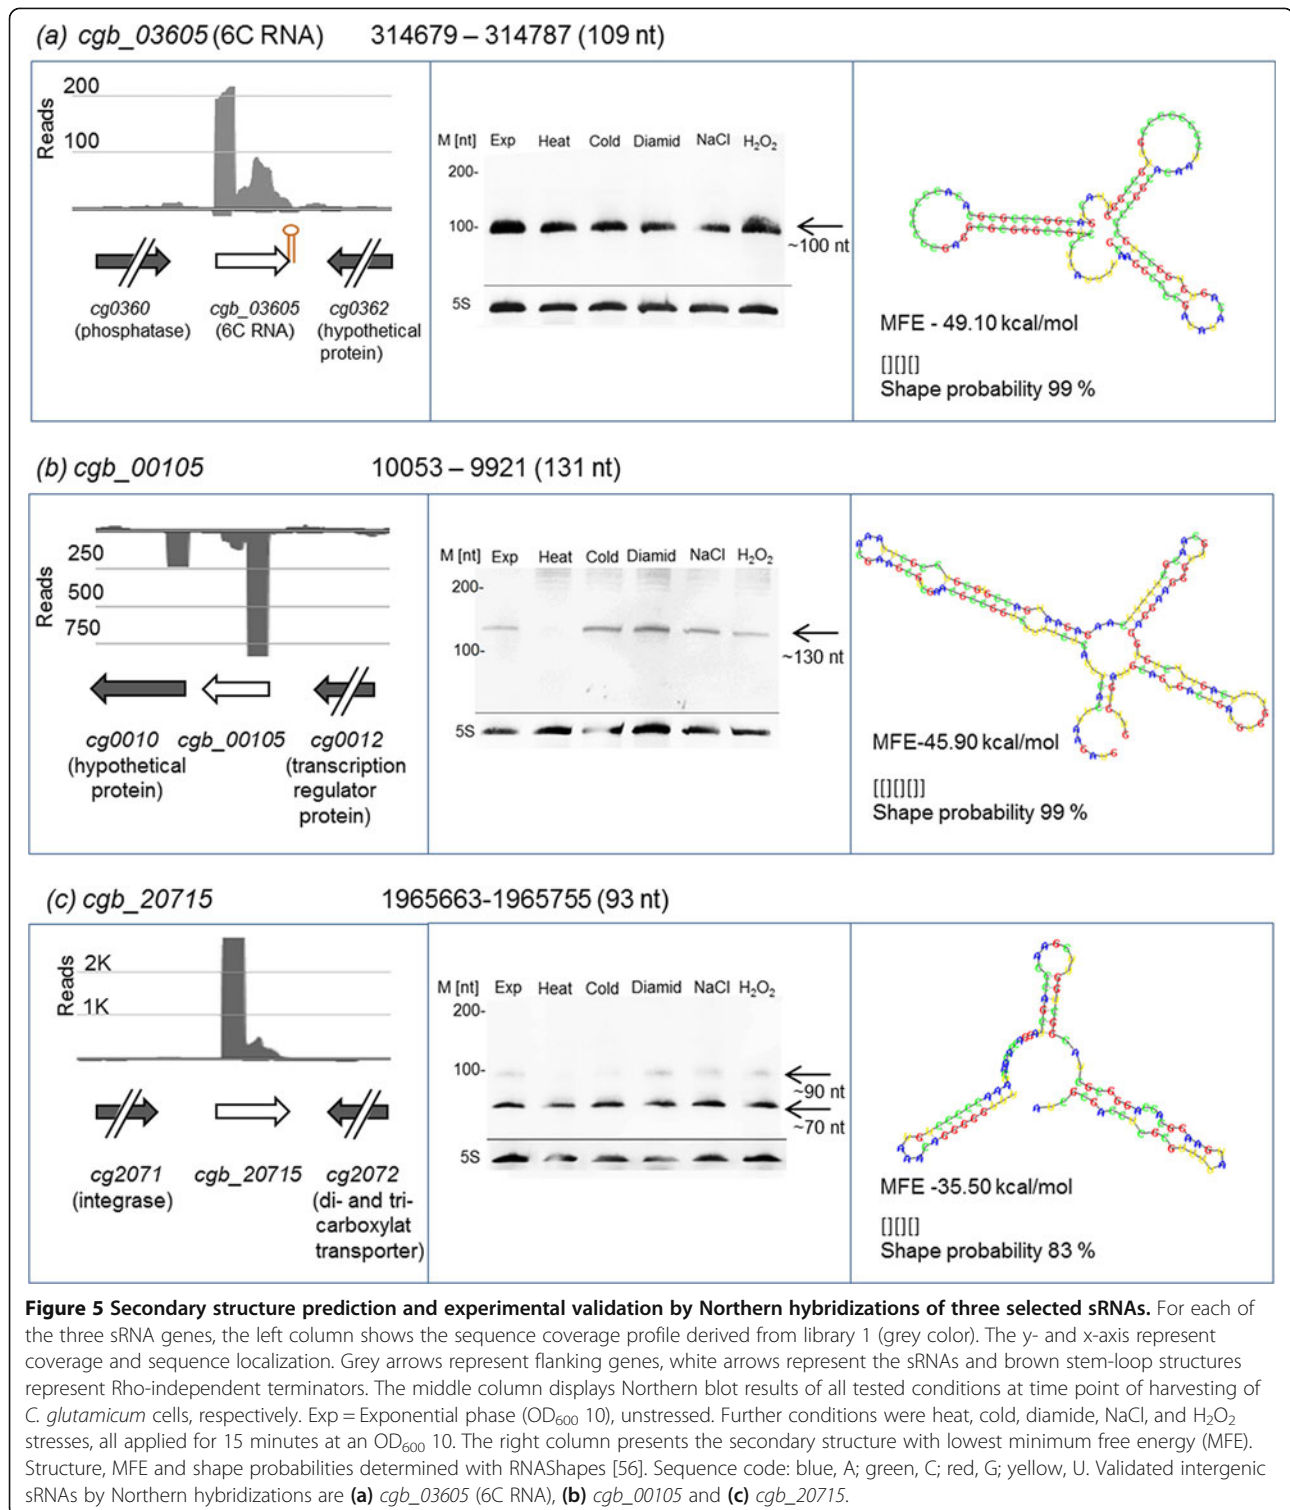 (a) cgb_03605 (6C RNA) 314679 – 314787 (109 nt)
Reads
200
100
cg0360
(phosphatase)
cgb_03605
(6C RNA)
cg0362
(hypothetical
protein)
M [nt] Exp Heat Cold Diamid NaCl H₂O₂
200-
100-
~100 nt
5S
MFE - 49.10 kcal/mol
[][][]
Shape probability 99 %
(b) cgb_00105 10053 – 9921 (131 nt)
Reads
250
500
750
cg0010
(hypothetical
protein)
cgb_00105
cg0012
(transcription
regulator
protein)
M [nt] Exp Heat Cold Diamid NaCl H₂O₂
200-
100-
~130 nt
5S
MFE-45.90 kcal/mol
[[][][]]
Shape probability 99 %
(c) cgb_20715 1965663-1965755 (93 nt)
Reads
2K
1K
cg2071
(integrase)
cgb_20715
cg2072
(di- and tri-
carboxylat
transporter)
M [nt] Exp Heat Cold Diamid NaCl H₂O₂
200-
100-
~90 nt
~70 nt
5S
MFE -35.50 kcal/mol
[][][]
Shape probability 83 %
Figure 5 Secondary structure prediction and experimental validation by Northern hybridizations of three selected sRNAs. For each of
the three sRNA genes, the left column shows the sequence coverage profile derived from library 1 (grey color). The y- and x-axis represent
coverage and sequence localization. Grey arrows represent flanking genes, white arrows represent the sRNAs and brown stem-loop structures
represent Rho-independent terminators. The middle column displays Northern blot results of all tested conditions at time point of harvesting of
C. glutamicum cells, respectively. Exp = Exponential phase (OD₆₀₀ 10), unstressed. Further conditions were heat, cold, diamide, NaCl, and H₂O₂
stresses, all applied for 15 minutes at an OD₆₀₀ 10. The right column presents the secondary structure with lowest minimum free energy (MFE).
Structure, MFE and shape probabilities determined with RNAShapes [56]. Sequence code: blue, A; green, C; red, G; yellow, U. Validated intergenic
sRNAs by Northern hybridizations are (a) cgb_03605 (6C RNA), (b) cgb_00105 and (c) cgb_20715.